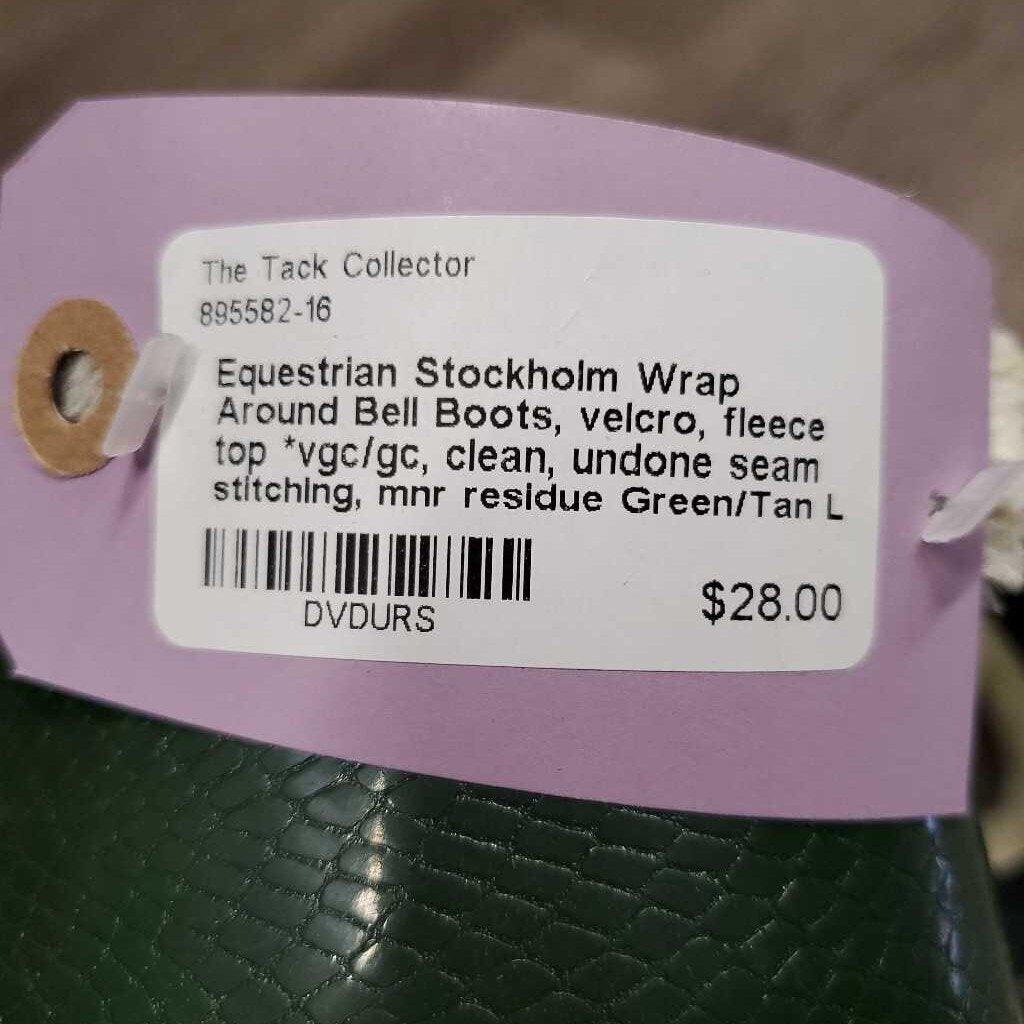 The Tack Collector
895582-16
Equestrian Stockholm Wrap
Around Bell Boots, velcro, fleece
top *vgc/gc, clean, undone seam
stitching, mnr residue Green/Tan L
DVDURS
$28.00